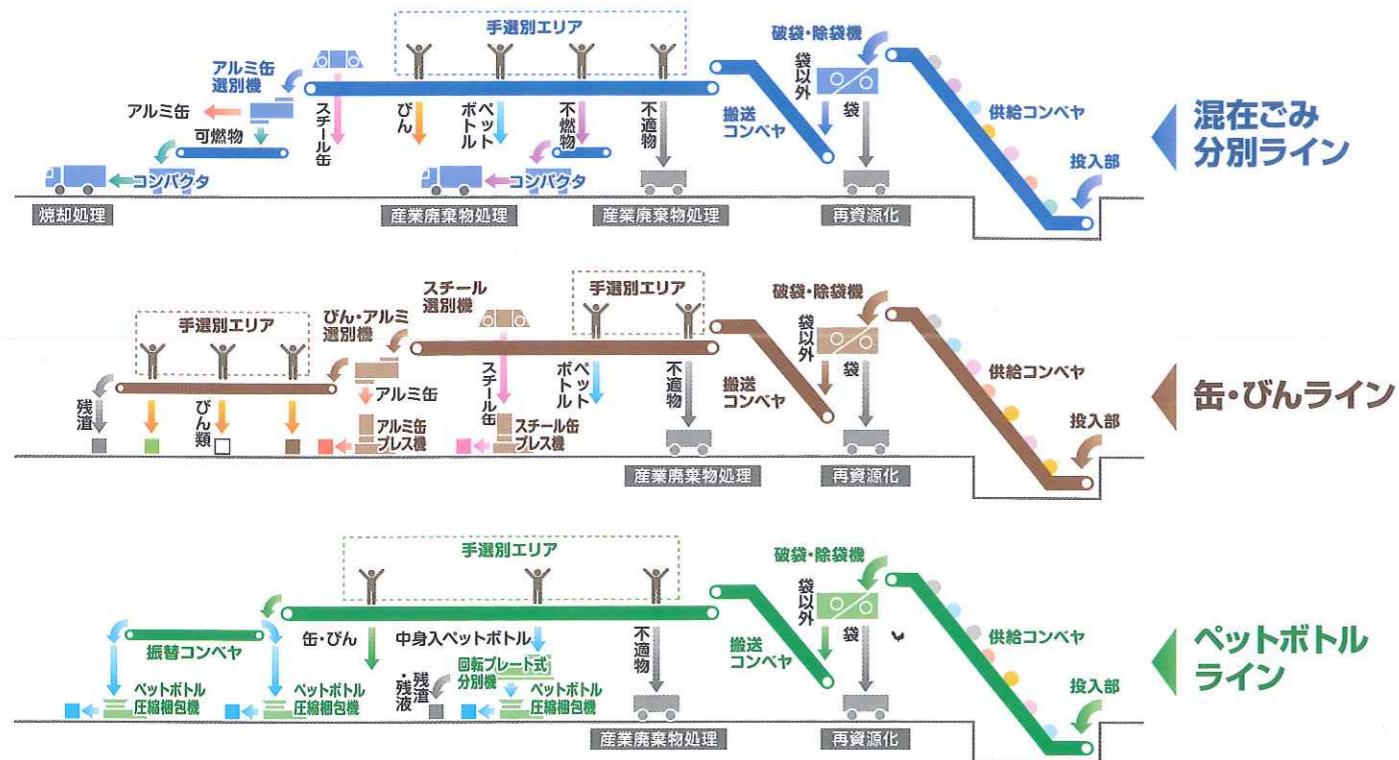 手選別エリア
破袋・除袋機
アルミ缶
選別機
アルミ缶
可燃物
スチール缶
びん
ペット
ボトル
不燃物
不適物
搬送
コンベヤ
袋以外
袋
供給コンベヤ
投入部
混在ごみ
分別ライン
コンパクタ
コンパクタ
焼却処理
産業廃棄物処理
産業廃棄物処理
再資源化
手選別エリア
びん・アルミ
選別機
スチール
選別機
手選別エリア
破袋・除袋機
残渣
びん類
アルミ缶
アルミ缶
プレス機
スチール缶
スチール缶
プレス機
ペット
ボトル
不適物
搬送
コンベヤ
袋以外
袋
供給コンベヤ
投入部
缶・びんライン
産業廃棄物処理
再資源化
手選別エリア
破袋・除袋機
振替コンベヤ
缶・びん
中身入ペットボトル
不適物
搬送
コンベヤ
袋以外
袋
供給コンベヤ
投入部
ペットボトル
ライン
ペットボトル
圧縮梱包機
ペットボトル
圧縮梱包機
残渣
・残液
回転プレート式
分別機
ペットボトル
圧縮梱包機
産業廃棄物処理
再資源化